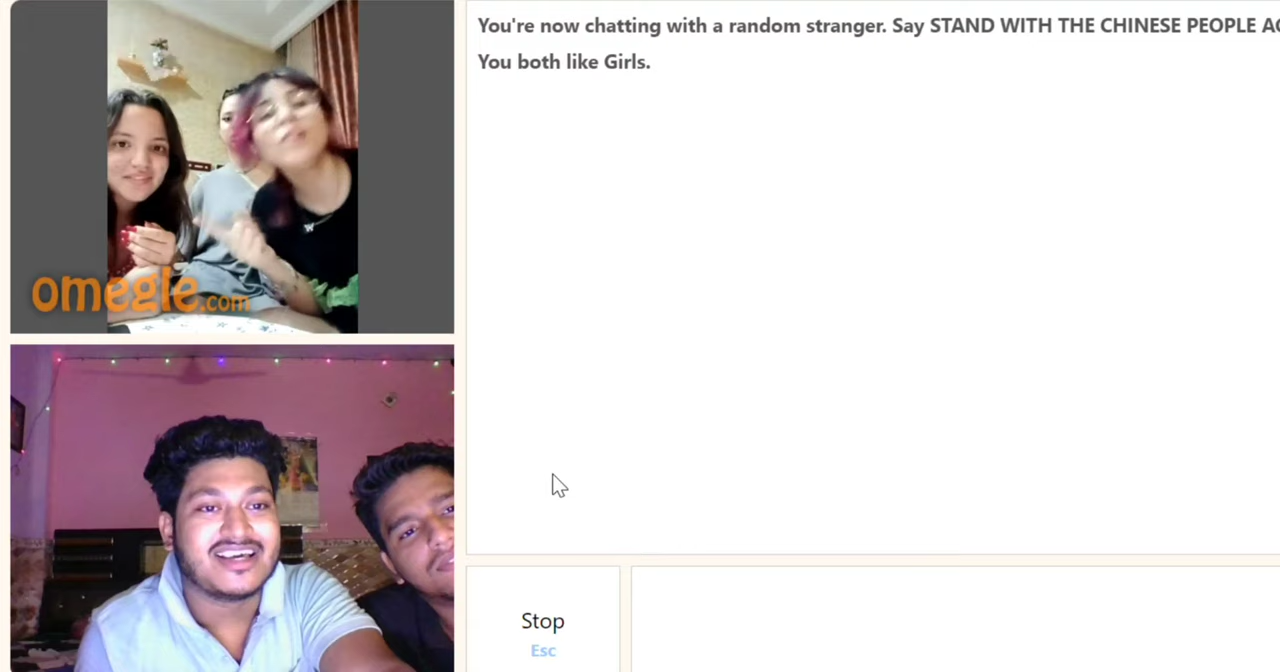 You're now chatting with a random stranger. Say STAND WITH THE CHINESE PEOPLE
You both like Girls.
omegle.com
Stop
Esc